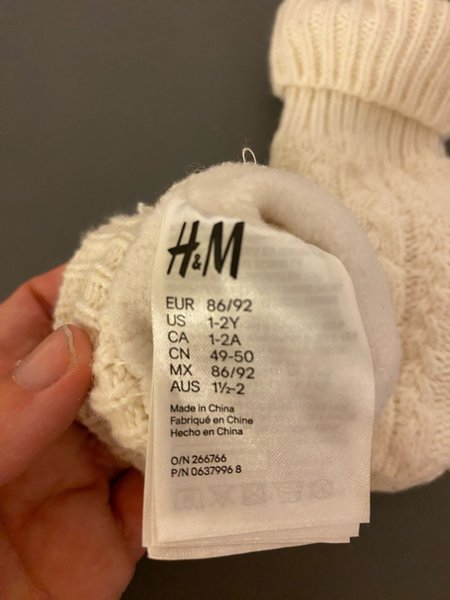 H&M
EUR 86/92
US 1-2Y
CA 1-2A
CN 49-50
MX 86/92
AUS 1½-2
Made in China
Fabriqué en Chine
Hecho en China
O/N 266766
P/N 0637996 8